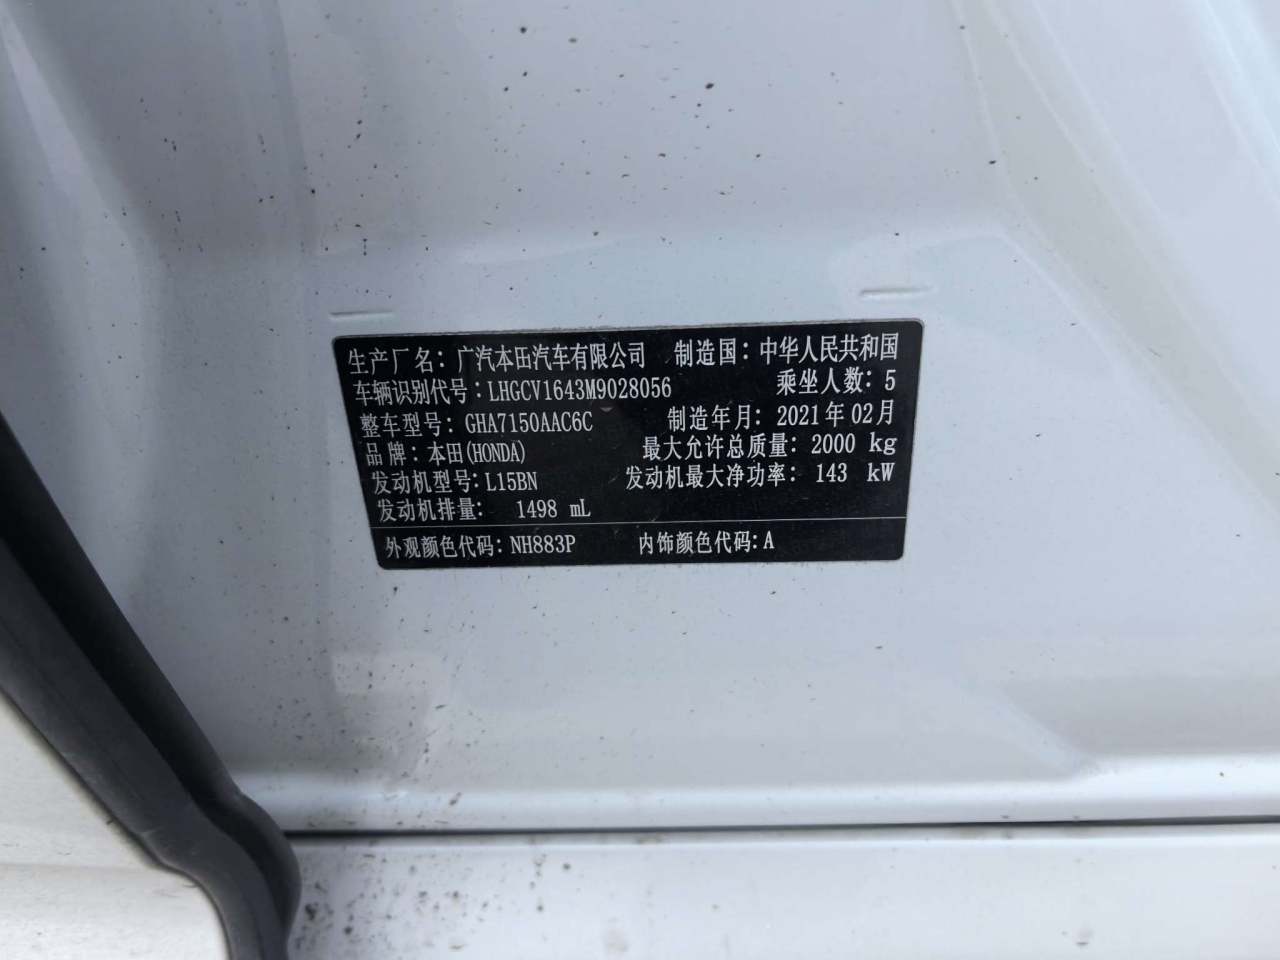 生产厂名：广汽本田汽车有限公司 制造国：中华人民共和国
车辆识别代号：LHGCV1643M9028056 乘坐人数：5
整车型号：GHA7150AAC6C 制造年月：2021年02月
品牌：本田(HONDA) 最大允许总质量：2000 kg
发动机型号：L15BN 发动机最大净功率：143 kW
发动机排量：1498 mL
外观颜色代码：NH883P 内饰颜色代码：A